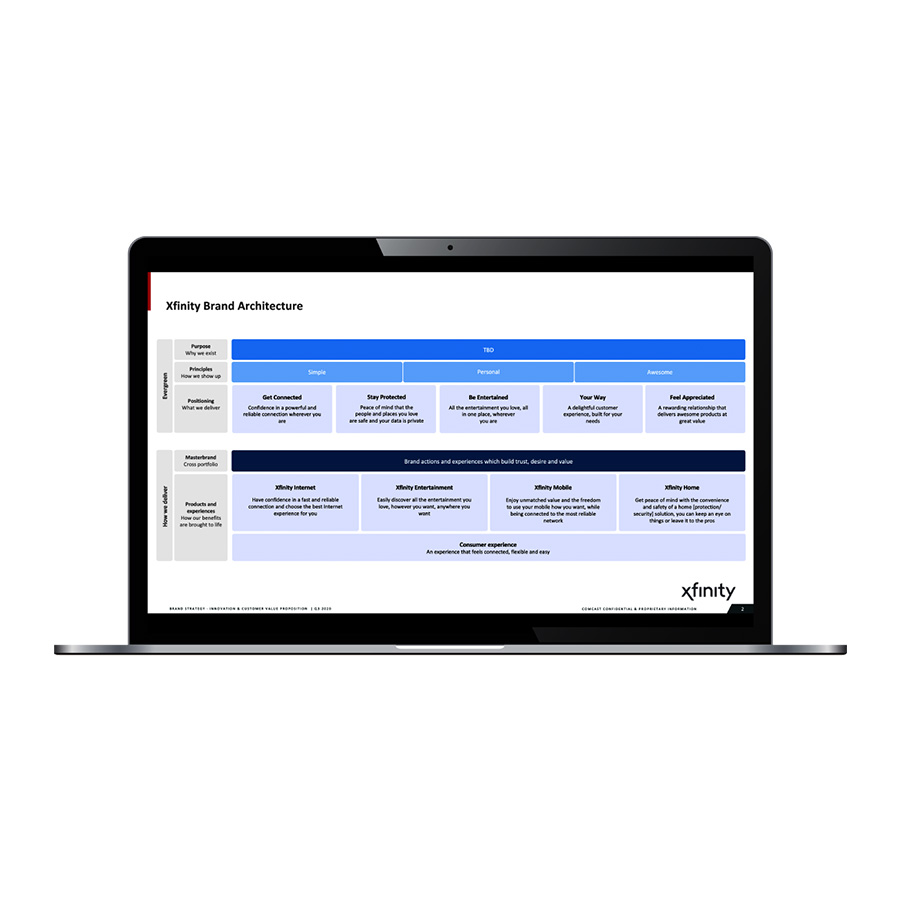 Xfinity Brand Architecture
Evergreen
Purpose
Why we exist
TBD
Principles
How we show up
Simple
Personal
Awesome
Positioning
What we deliver
Get Connected
Confidence in a powerful and
reliable connection wherever you
are
Stay Protected
Peace of mind that the
people and places you love
are safe and your data is private
Be Entertained
All the entertainment you love, all
in one place, wherever
you are
Your Way
A delightful customer
experience, built for your
needs
Feel Appreciated
A rewarding relationship that
delivers awesome products at
great value
How we deliver
Masterbrand
Cross portfolio
Brand actions and experiences which build trust, desire and value
Products and
experiences
How our benefits
are brought to life
Xfinity Internet
Have confidence in a fast and reliable
connection and choose the best Internet
experience for you
Xfinity Entertainment
Easily discover all the entertainment you
love, however you want, anywhere you
want
Xfinity Mobile
Enjoy unmatched value and the freedom
to use your mobile how you want, while
being connected to the most reliable
network
Xfinity Home
Get peace of mind with the convenience
and safety of a home [protection/
security] solution, you can keep an eye on
things or leave it to the pros
Consumer experience
An experience that feels connected, flexible and easy
xfinity
BRAND STRATEGY - INNOVATION & CUSTOMER VALUE PROPOSITION | Q3 2020
COMCAST CONFIDENTIAL & PROPRIETARY INFORMATION
2